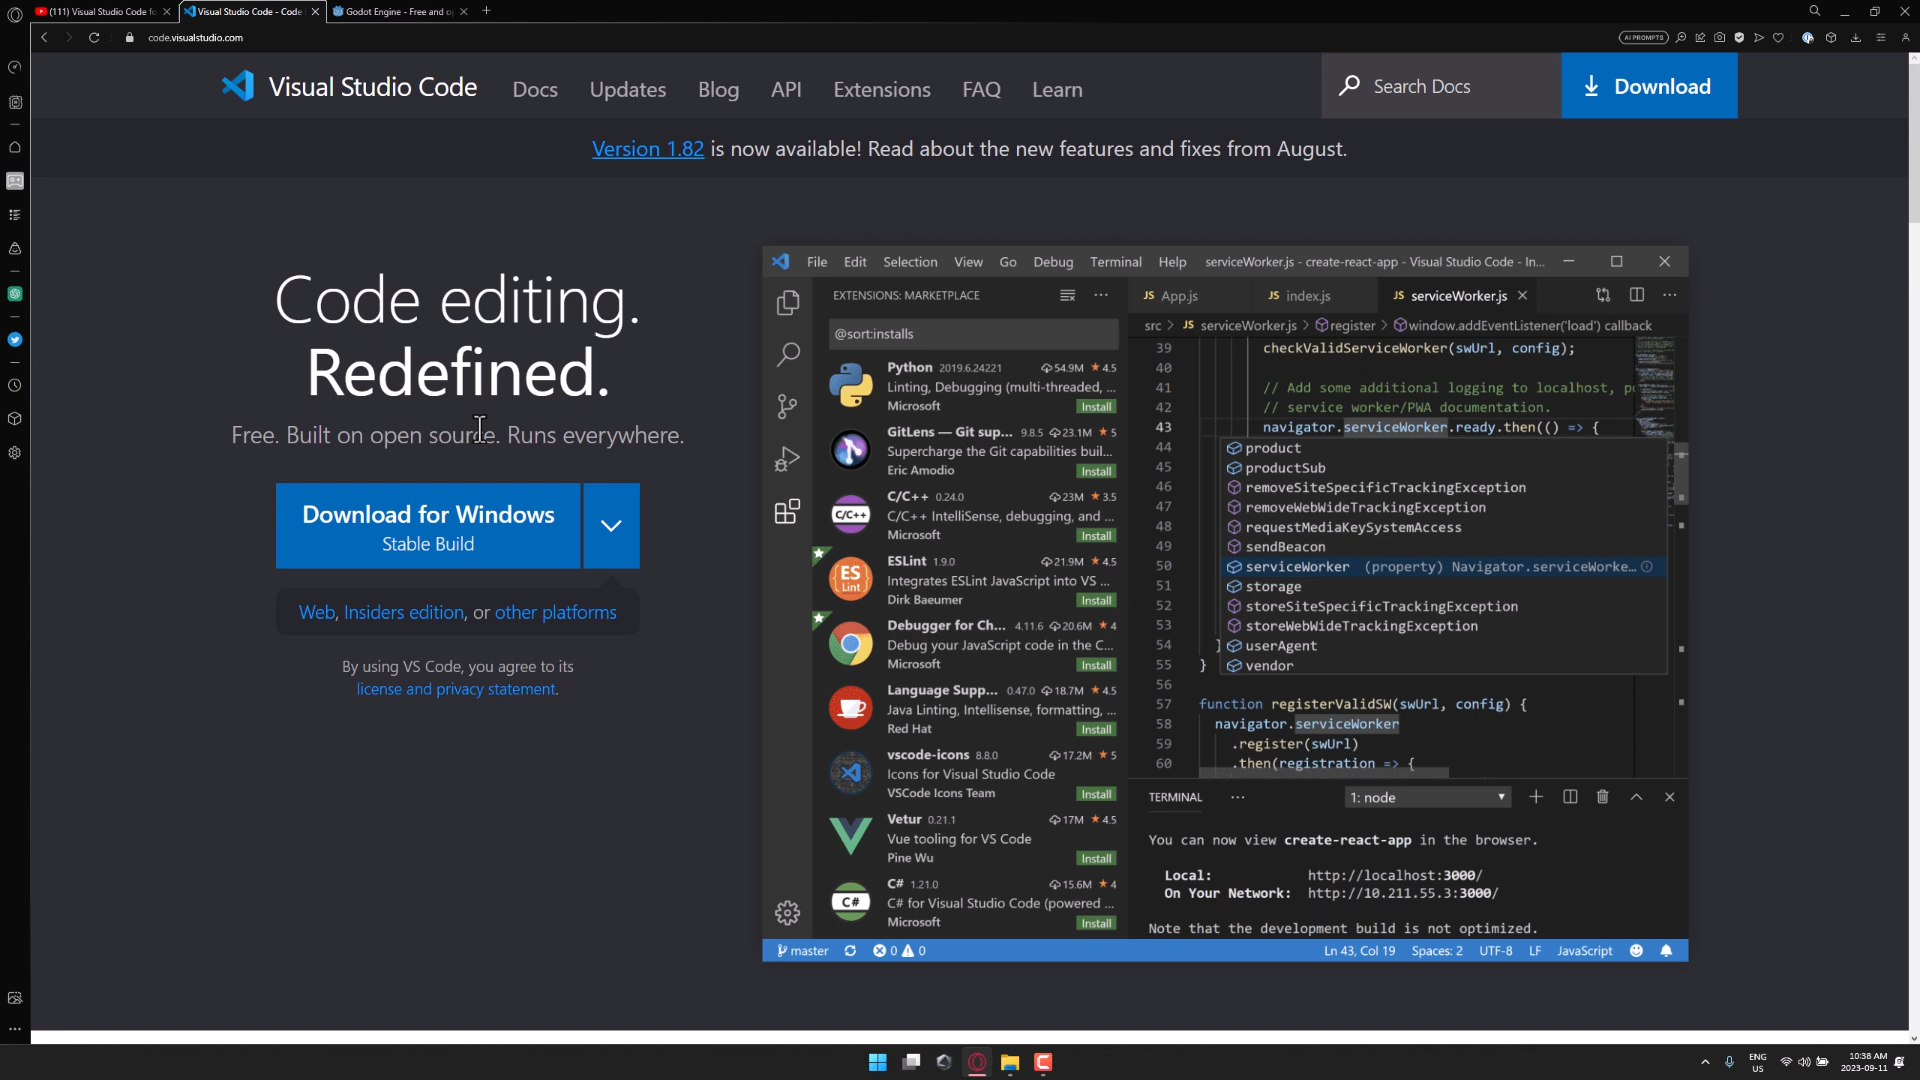 (111) Visual Studio Code fo
Visual Studio Code - Code
Godot Engine - Free and o
code.visualstudio.com
AI PROMPTS
Visual Studio Code
Docs
Updates
Blog
API
Extensions
FAQ
Learn
Search Docs
Download
Version 1.82 is now available! Read about the new features and fixes from August.
Code editing.
Redefined.
Free. Built on open source. Runs everywhere.
Download for Windows
Stable Build
Web, Insiders edition, or other platforms
By using VS Code, you agree to its
license and privacy statement.
File Edit Selection View Go Debug Terminal Help serviceWorker.js - create-react-app - Visual Studio Code - In...
EXTENSIONS: MARKETPLACE
@sort:installs
Python 2019.6.24221 54.9M ★4.5
Linting, Debugging (multi-threaded, ...
Microsoft Install
GitLens — Git sup... 9.8.5 23.1M ★5
Supercharge the Git capabilities buil...
Eric Amodio Install
C/C++ 0.24.0 23M ★3.5
C/C++
C/C++ IntelliSense, debugging, and ...
Microsoft Install
ESLint 1.9.0 21.9M ★4.5
ES
Lint
Integrates ESLint JavaScript into VS ...
Dirk Baeumer Install
Debugger for Ch... 4.11.6 20.6M ★4
Debug your JavaScript code in the C...
Microsoft Install
Language Supp... 0.47.0 18.7M ★4.5
Java Linting, Intellisense, formatting, ...
Red Hat Install
vscode-icons 8.8.0 17.2M ★5
Icons for Visual Studio Code
VSCode Icons Team Install
Vetur 0.21.1 17M ★4.5
Vue tooling for VS Code
Pine Wu Install
C# 1.21.0 15.6M ★4
C#
C# for Visual Studio Code (powered ...
Microsoft Install
JS App.js JS index.js JS serviceWorker.js
src > JS serviceWorker.js > register > window.addEventListener('load') callback
39 checkValidServiceWorker(swUrl, config);
40
41 // Add some additional logging to localhost, po
42 // service worker/PWA documentation.
43 navigator.serviceWorker.ready.then(() => {
44 product
45 productSub
46 removeSiteSpecificTrackingException
47 removeWebWideTrackingException
48 requestMediaKeySystemAccess
49 sendBeacon
50 serviceWorker (property) Navigator.serviceWorke...
51 storage
52 storeSiteSpecificTrackingException
53 storeWebWideTrackingException
54 } userAgent
55 } vendor
56
57 function registerValidSW(swUrl, config) {
58 navigator.serviceWorker
59 .register(swUrl)
60 .then(registration => {
TERMINAL ... 1: node
You can now view create-react-app in the browser.
Local: http://localhost:3000/
On Your Network: http://10.211.55.3:3000/
Note that the development build is not optimized.
master 0 0 Ln 43, Col 19 Spaces: 2 UTF-8 LF JavaScript
ENG
US
10:38 AM
2023-09-11